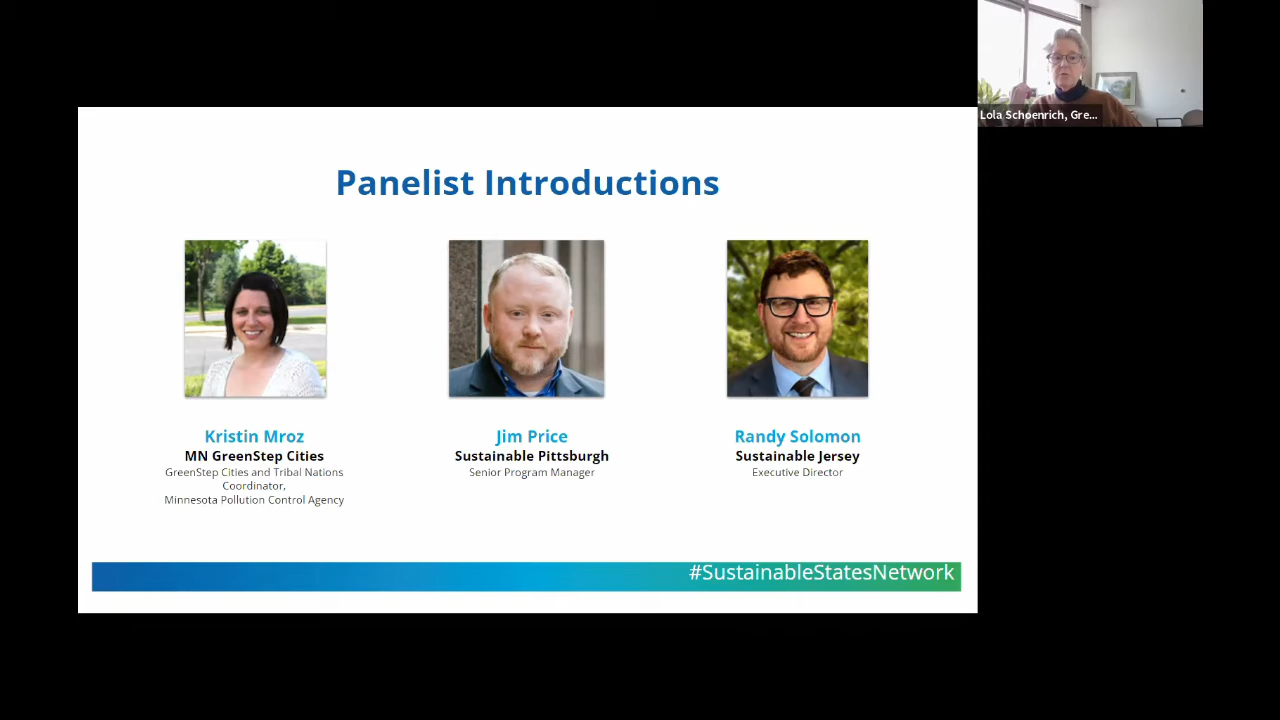 Lola Schoenrich, Gre...
Panelist Introductions
Kristin Mroz
MN GreenStep Cities
GreenStep Cities and Tribal Nations
Coordinator,
Minnesota Pollution Control Agency
Jim Price
Sustainable Pittsburgh
Senior Program Manager
Randy Solomon
Sustainable Jersey
Executive Director
#SustainableStatesNetwork